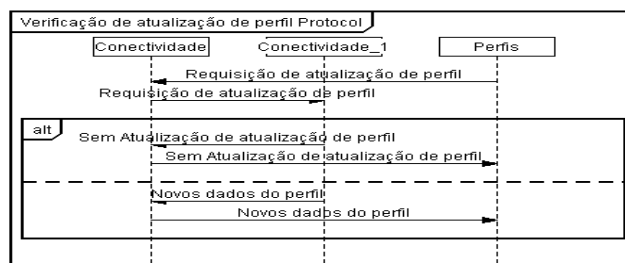 Verificação de atualização de perfil Protocol
Conectividade
Conectividade_1
Perfis
Requisição de atualização de perfil
Requisição de atualização de perfil
alt
Sem Atualização de atualização de perfil
Sem Atualização de atualização de perfil
Novos dados do perfil
Novos dados do perfil